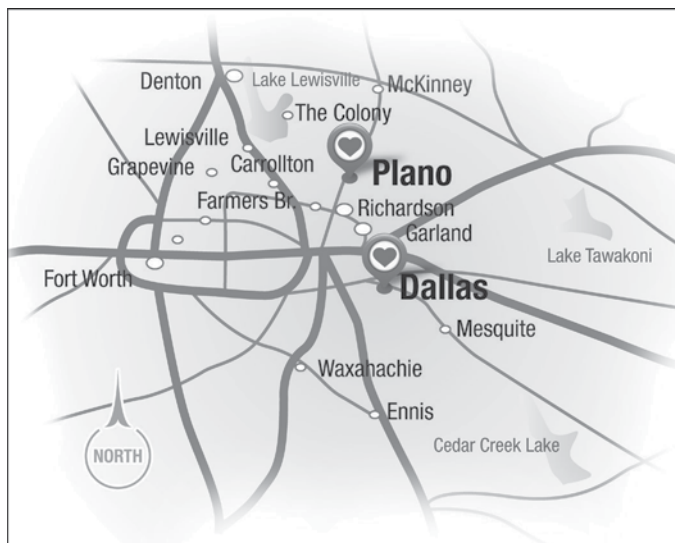 Denton
Lake Lewisville
McKinney
The Colony
Lewisville
Grapevine
Carrollton
Plano
Farmers Br.
Richardson
Garland
Lake Tawakoni
Fort Worth
Dallas
Mesquite
Waxahachie
Ennis
Cedar Creek Lake
NORTH